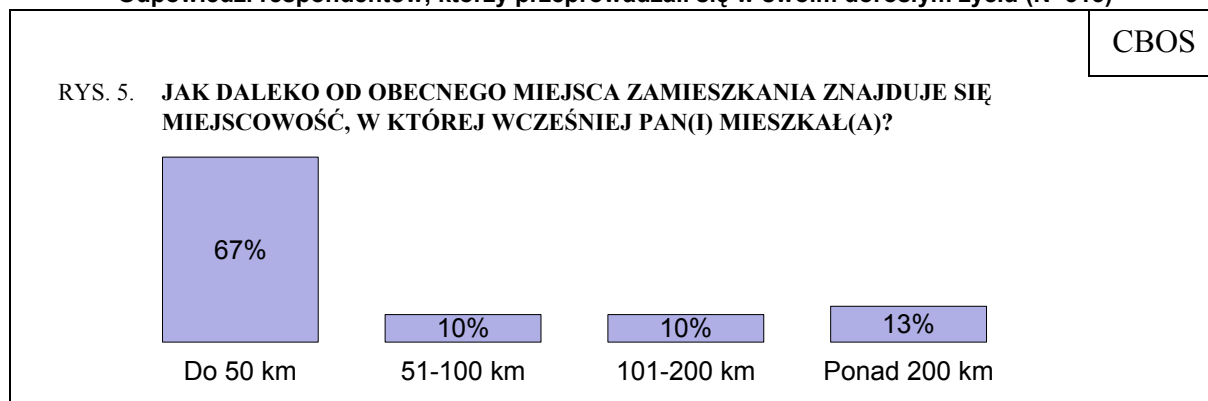 CBOS
RYS. 5. JAK DALEKO OD OBECNEGO MIEJSCA ZAMIESZKANIA ZNAJDUJE SIĘ
MIEJSCOWOŚĆ, W KTÓREJ WCZEŚNIEJ PAN(I) MIESZKAŁ(A)?
67%
10%
10%
13%
Do 50 km
51-100 km
101-200 km
Ponad 200 km